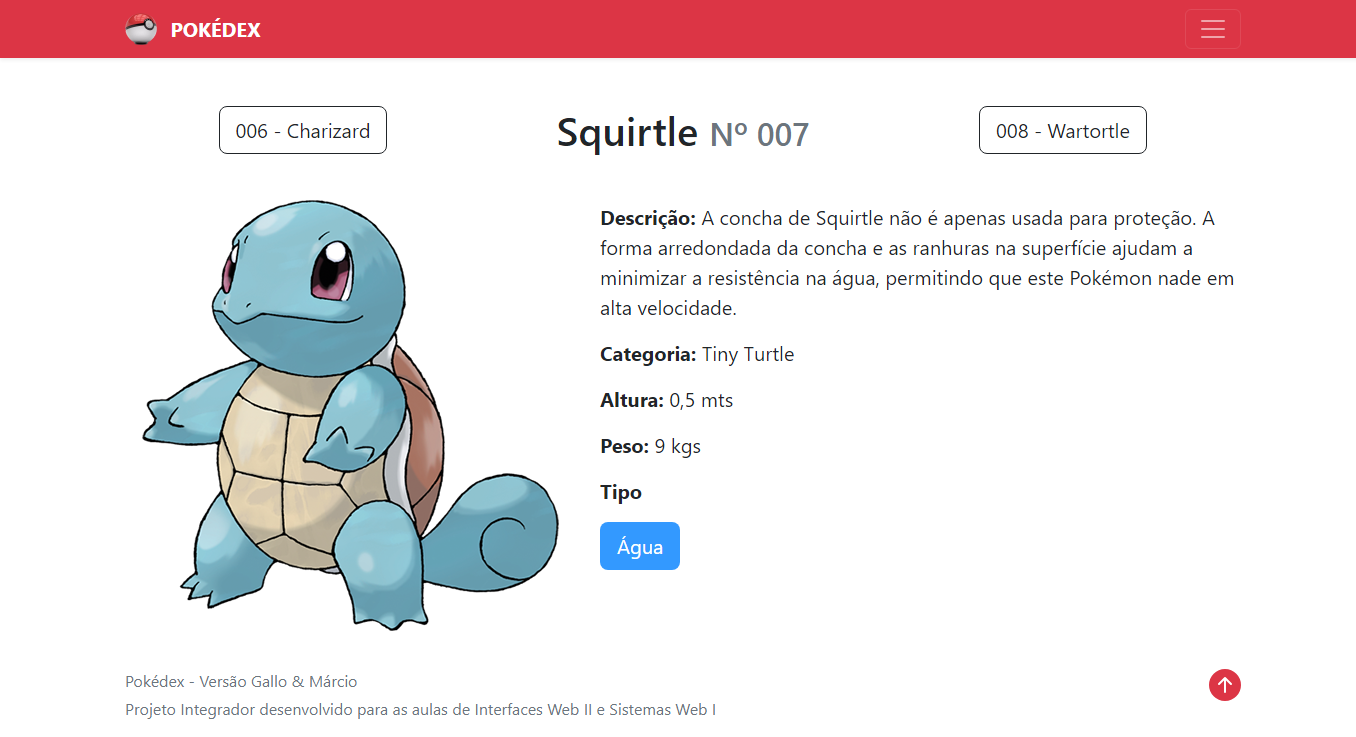 POKÉDEX
006 - Charizard
Squirtle Nº 007
008 - Wartortle
Descrição: A concha de Squirtle não é apenas usada para proteção. A
forma arredondada da concha e as ranhuras na superfície ajudam a
minimizar a resistência na água, permitindo que este Pokémon nade em
alta velocidade.
Categoria: Tiny Turtle
Altura: 0,5 mts
Peso: 9 kgs
Tipo
Água
Pokédex - Versão Gallo & Márcio
Projeto Integrador desenvolvido para as aulas de Interfaces Web II e Sistemas Web I